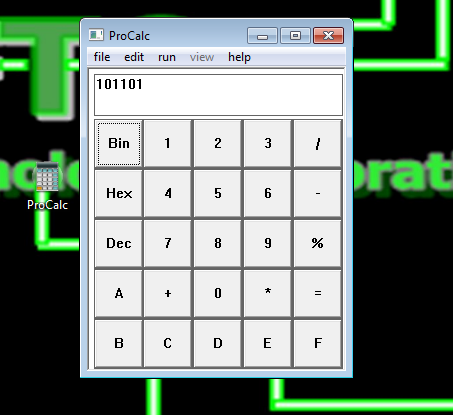 ProCalc
file edit run view help
101101
Bin 1 2 3 /
Hex 4 5 6 -
Dec 7 8 9 %
A + 0 * =
B C D E F
ProCalc